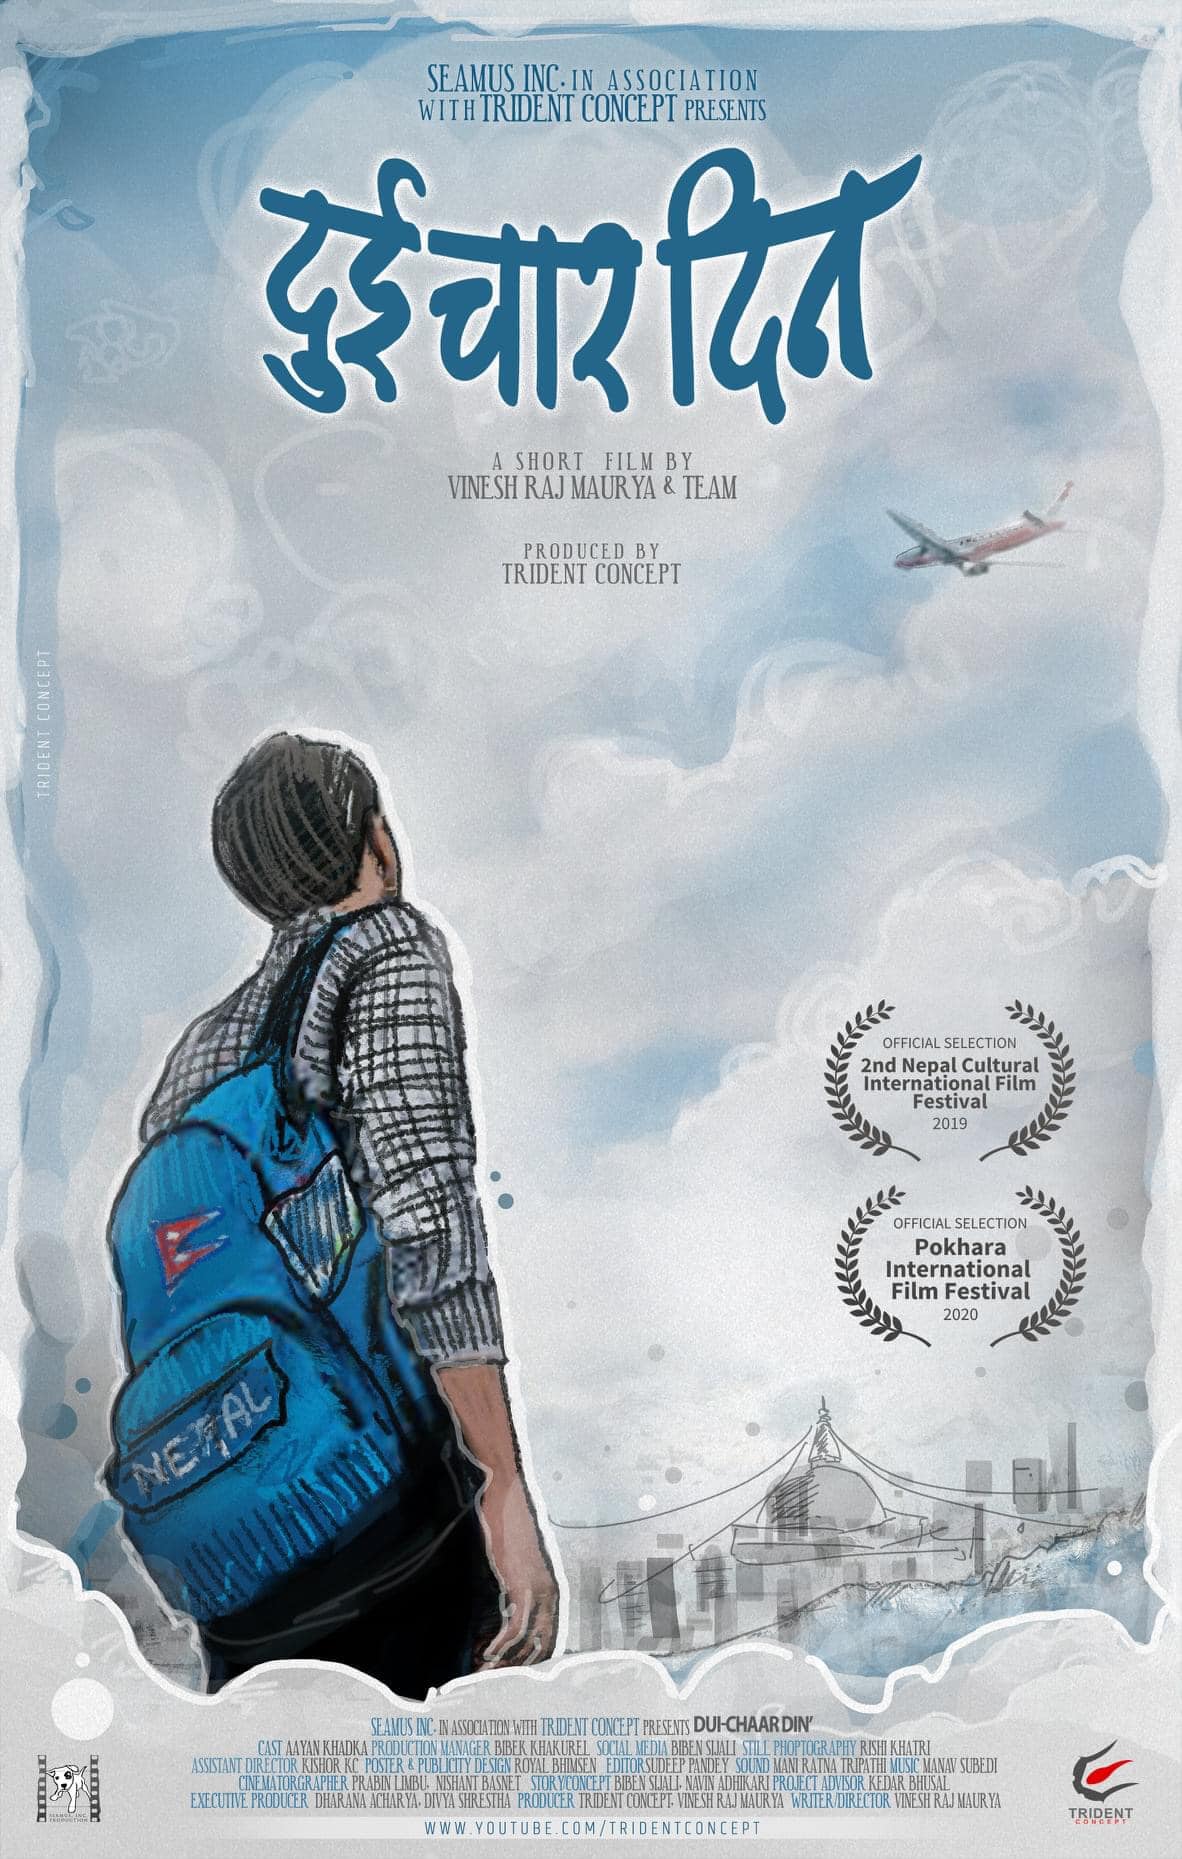 SEAMUS INC. IN ASSOCIATION
WITH TRIDENT CONCEPT PRESENTS
दुई चार दिन
A SHORT FILM BY
VINESH RAJ MAURYA & TEAM
PRODUCED BY
TRIDENT CONCEPT
TRIDENT CONCEPT
OFFICIAL SELECTION
2nd Nepal Cultural
International Film
Festival
2019
OFFICIAL SELECTION
Pokhara
International
Film Festival
2020
NEPAL
SEAMUS INC. IN ASSOCIATION WITH TRIDENT CONCEPT PRESENTS DUI-CHAAR DIN'
CAST AAYAN KHADKA PRODUCTION MANAGER BIBEK KHAKUREL SOCIAL MEDIA BIBEN SIJALI STILL PHOPTOGRAPHY RISHI KHATRI
ASSISTANT DIRECTOR KISHOR KC POSTER & PUBLICITY DESIGN ROYAL BHIMSEN EDITOR SUDEEP PANDEY SOUND MANI RATNA TRIPATHI MUSIC MANAV SUBEDI
CINEMATORGRAPHER PRABIN LIMBU, NISHANT BASNET STORY/CONCEPT BIBEN SIJALI, NAVIN ADHIKARI PROJECT ADVISOR KEDAR BHUSAL
EXECUTIVE PRODUCER DHARANA ACHARYA, DIVYA SHRESTHA PRODUCER TRIDENT CONCEPT, VINESH RAJ MAURYA WRITER/DIRECTOR VINESH RAJ MAURYA
WWW.YOUTUBE.COM/TRIDENTCONCEPT
SEAMUS INC.
PRODUCTION
TRIDENT
CONCEPT